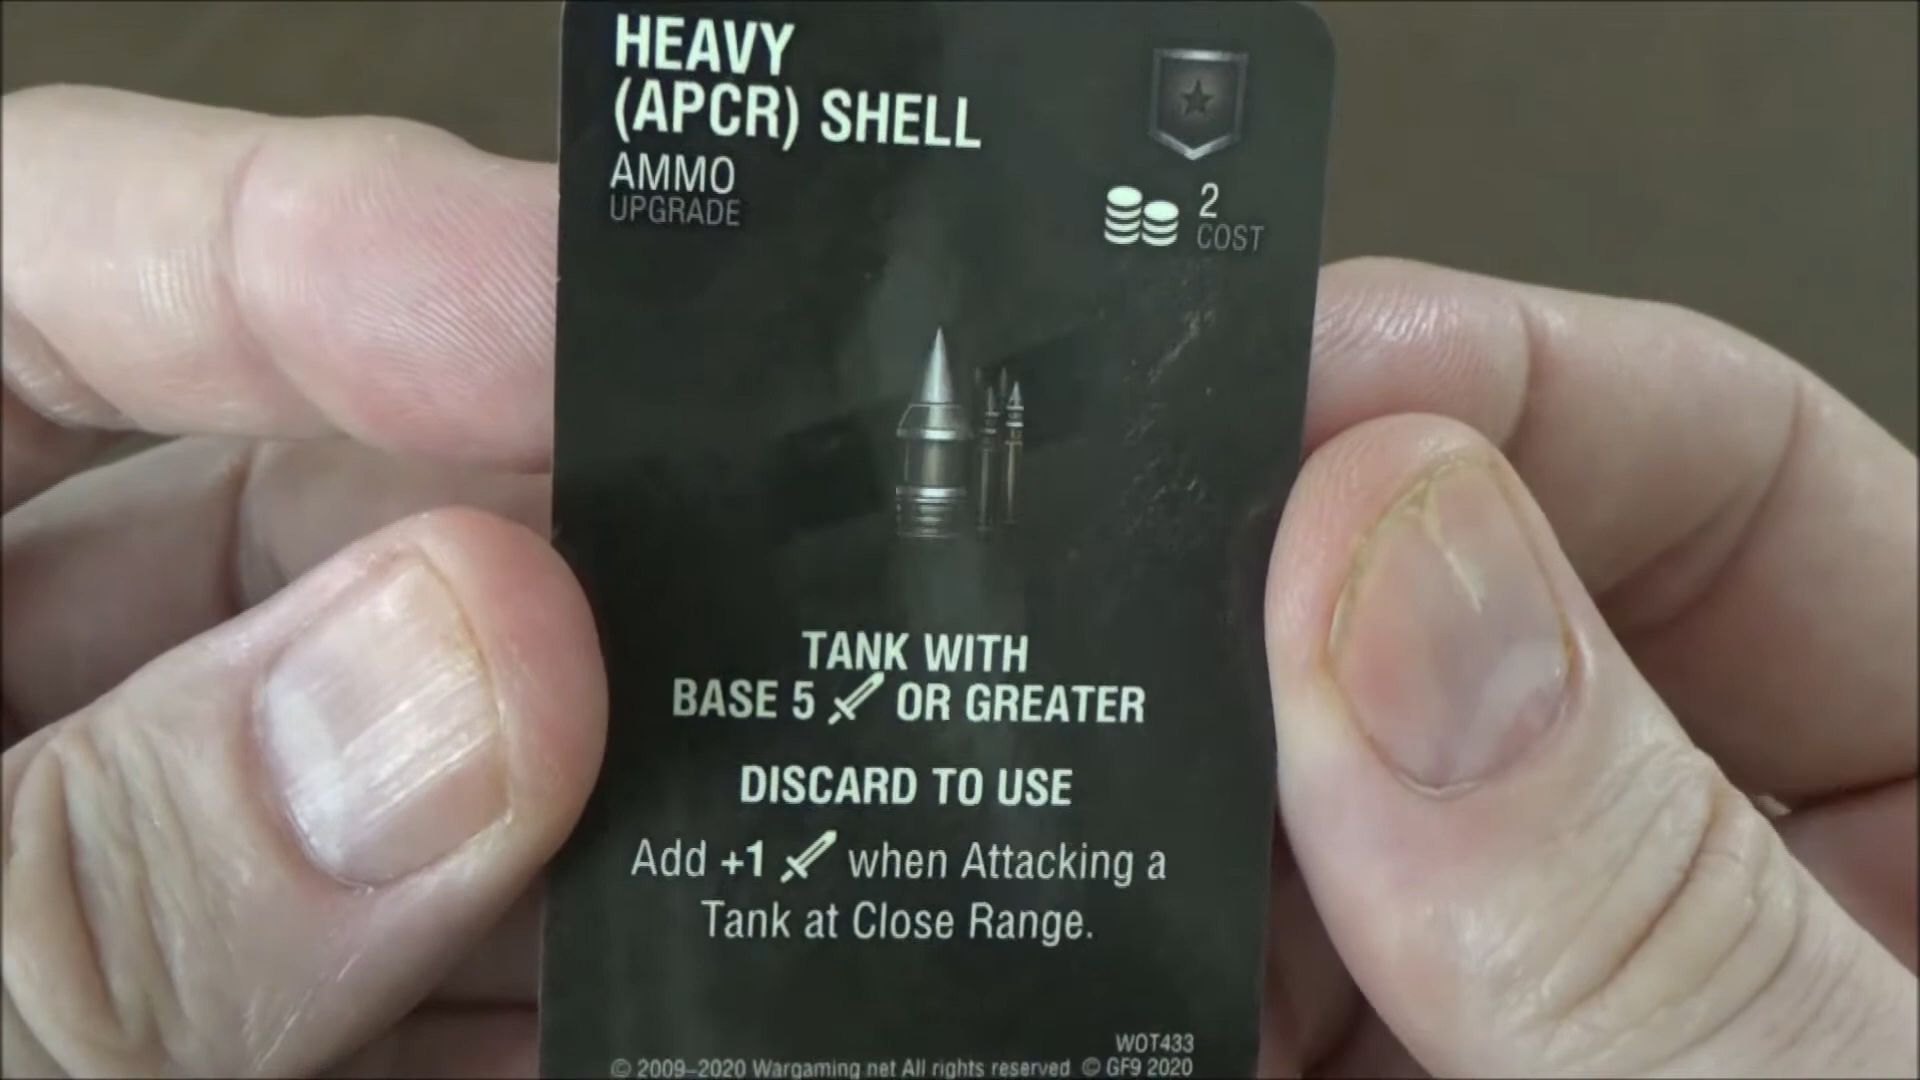 HEAVY
(APCR) SHELL
AMMO
UPGRADE
2
COST
TANK WITH
BASE 5 OR GREATER
DISCARD TO USE
Add +1 when Attacking a
Tank at Close Range.
WOT433
© 2009–2020 Wargaming.net All rights reserved © GF9 2020